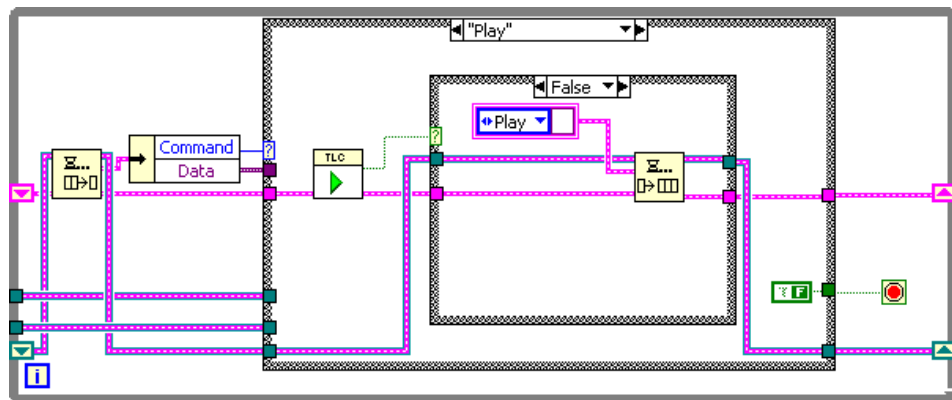 "Play"
False
Play
Command
Data
TLC
?
?
F
i